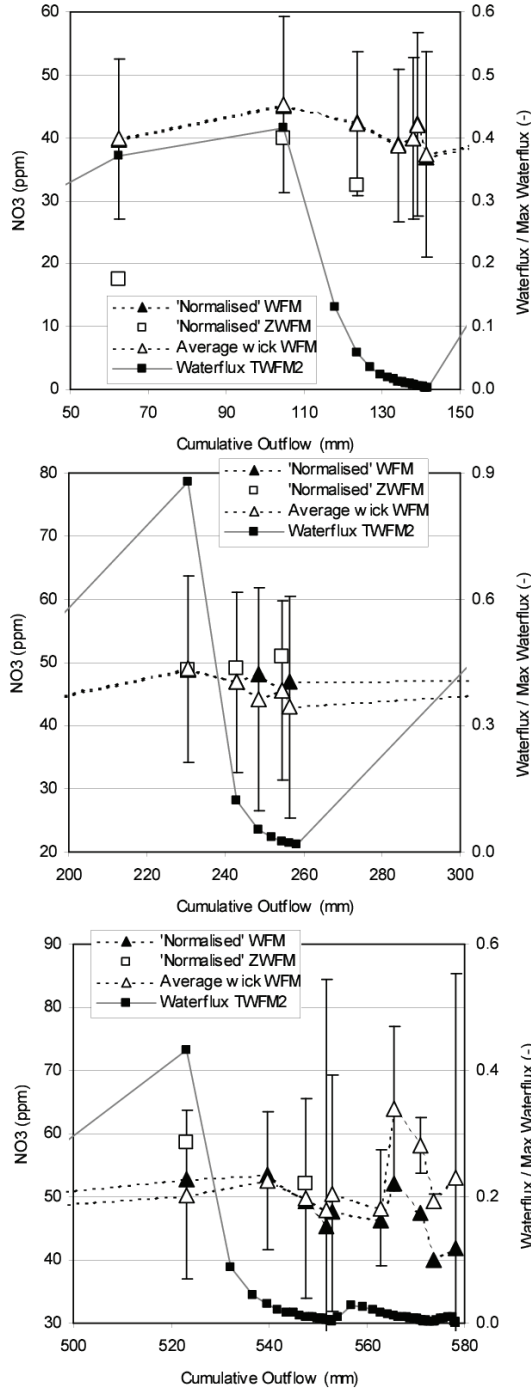 60
50
40
30
20
10
0
NO3 (ppm)
0.6
0.5
0.4
0.3
0.2
0.1
0.0
Waterflux / Max Waterflux (-)
'Normalised' WFM
'Normalised' ZWFM
Average wick WFM
Waterflux TWFM2
50 70 90 110 130 150
Cumulative Outflow (mm)
80
70
60
50
40
30
20
NO3 (ppm)
0.9
0.6
0.3
0.0
Waterflux / Max Waterflux (-)
'Normalised' WFM
'Normalised' ZWFM
Average wick WFM
Waterflux TWFM2
200 220 240 260 280 300
Cumulative Outflow (mm)
90
80
70
60
50
40
30
NO3 (ppm)
0.6
0.4
0.2
0.0
Waterflux / Max Waterflux (-)
'Normalised' WFM
'Normalised' ZWFM
Average wick WFM
Waterflux TWFM2
500 520 540 560 580
Cumulative Outflow (mm)